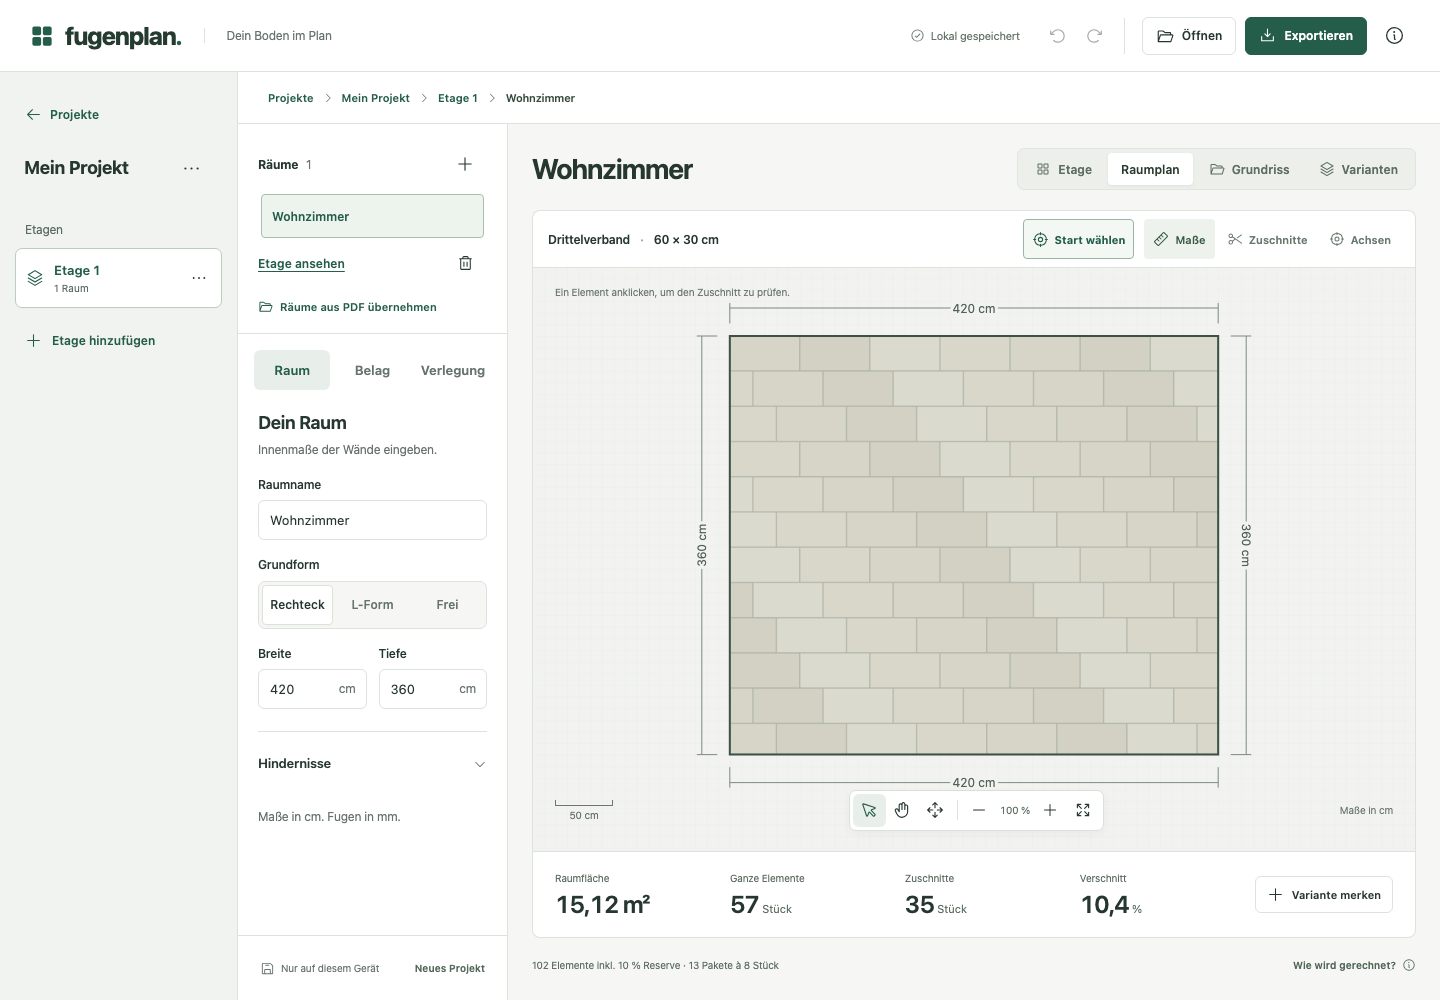 fugenplan.
Dein Boden im Plan
Lokal gespeichert
Öffnen
Exportieren
Projekte
Mein Projekt
Etagen
Etage 1
1 Raum
Etage hinzufügen
Projekte > Mein Projekt > Etage 1 > Wohnzimmer
Räume 1
Wohnzimmer
Etage ansehen
Räume aus PDF übernehmen
Raum
Belag
Verlegung
Dein Raum
Innenmaße der Wände eingeben.
Raumname
Wohnzimmer
Grundform
Rechteck
L-Form
Frei
Breite
Tiefe
420 cm
360 cm
Hindernisse
Maße in cm. Fugen in mm.
Nur auf diesem Gerät
Neues Projekt
Wohnzimmer
Etage
Raumplan
Grundriss
Varianten
Drittelverband · 60 × 30 cm
Start wählen
Maße
Zuschnitte
Achsen
Ein Element anklicken, um den Zuschnitt zu prüfen.
420 cm
360 cm
360 cm
420 cm
50 cm
100 %
Maße in cm
Raumfläche
15,12 m²
Ganze Elemente
57 Stück
Zuschnitte
35 Stück
Verschnitt
10,4 %
Variante merken
102 Elemente inkl. 10 % Reserve · 13 Pakete à 8 Stück
Wie wird gerechnet?